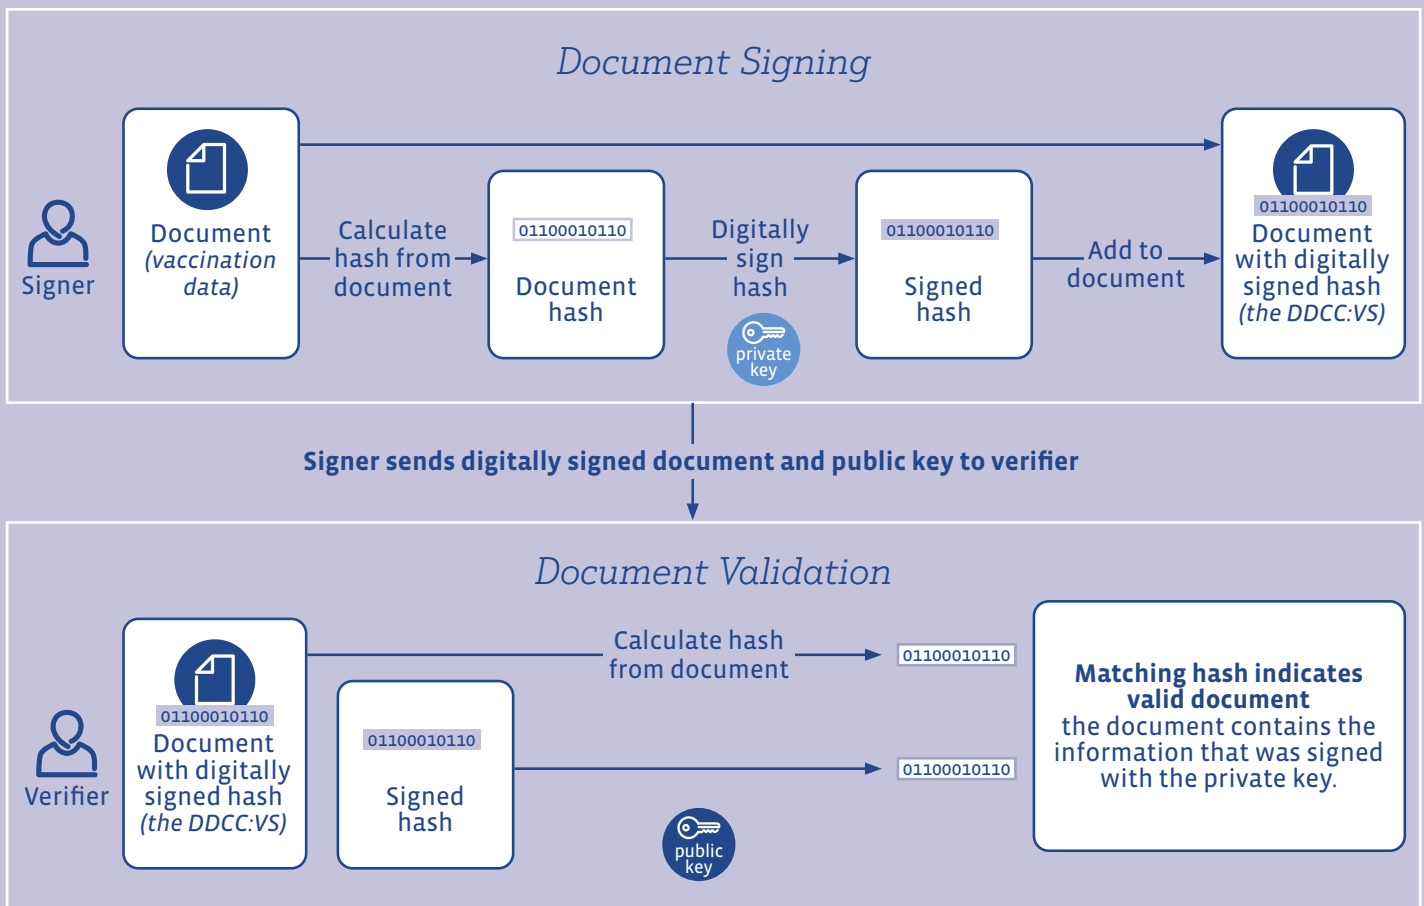 Document Signing
Signer
Document
(vaccination
data)
Calculate
hash from
document
01100010110
Document
hash
Digitally
sign
hash
private
key
01100010110
Signed
hash
Add to
document
01100010110
Document
with digitally
signed hash
(the DDCC:VS)
Signer sends digitally signed document and public key to verifier
Document Validation
Verifier
01100010110
Document
with digitally
signed hash
(the DDCC:VS)
01100010110
Signed
hash
Calculate hash
from document
01100010110
public
key
01100010110
Matching hash indicates
valid document
the document contains the
information that was signed
with the private key.